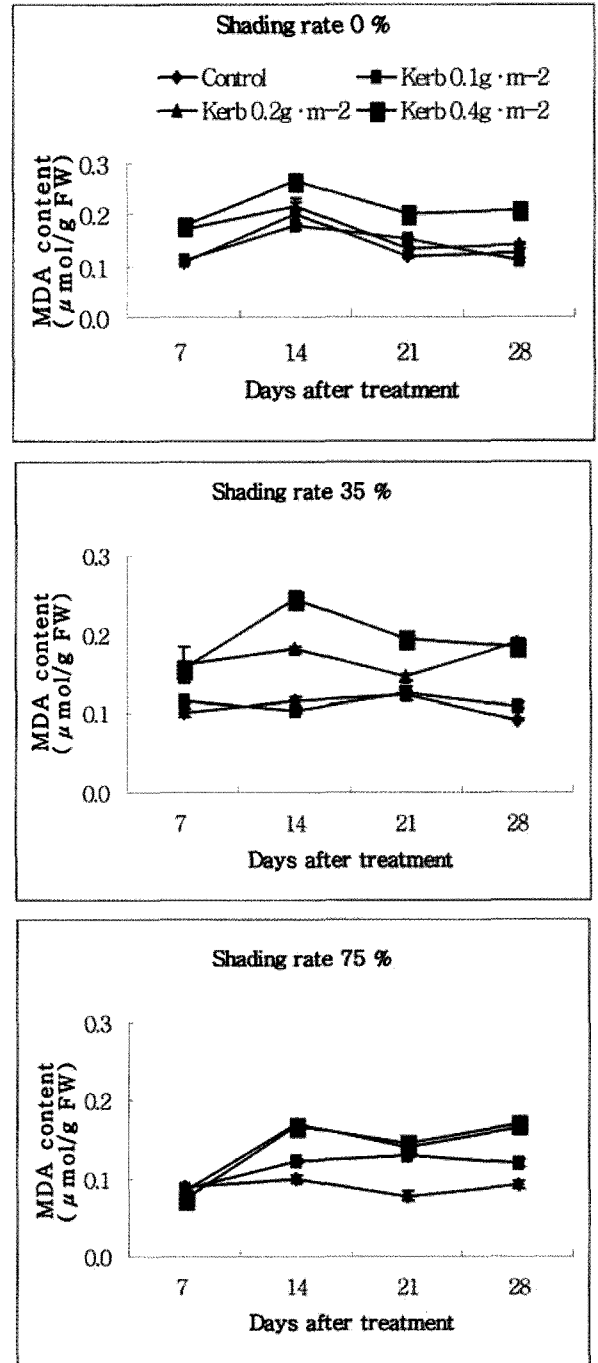 Shading rate 0 %
Control
Kerb 0.1g · m-2
Kerb 0.2g · m-2
Kerb 0.4g · m-2
MDA content
( μ mol/g FW)
0.3
0.2
0.1
0.0
7 14 21 28
Days after treatment
Shading rate 35 %
MDA content
( μ mol/g FW)
0.3
0.2
0.1
0.0
7 14 21 28
Days after treatment
Shading rate 75 %
MDA content
( μ mol/g FW)
0.3
0.2
0.1
0.0
7 14 21 28
Days after treatment